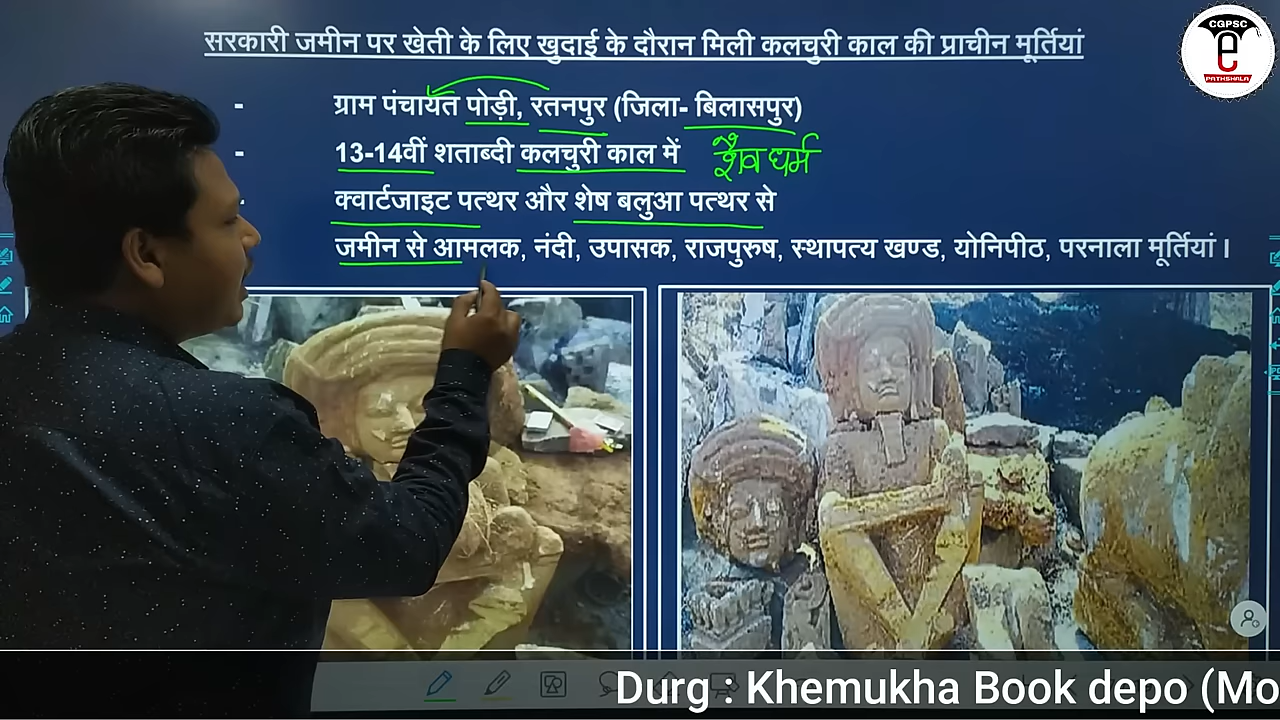 सरकारी जमीन पर खेती के लिए खुदाई के दौरान मिली कलचुरी काल की प्राचीन मूर्तियां
CGPSC
e
PATHSHALA
- ग्राम पंचायत पोड़ी, रतनपुर (जिला- बिलासपुर)
- 13-14वीं शताब्दी कलचुरी काल में शैव धर्म
- क्वार्टजाइट पत्थर और शेष बलुआ पत्थर से
जमीन से आमलक, नंदी, उपासक, राजपुरुष, स्थापत्य खण्ड, योनिपीठ, परनाला मूर्तियां ।
Durg : Khemukha Book depo (Mo